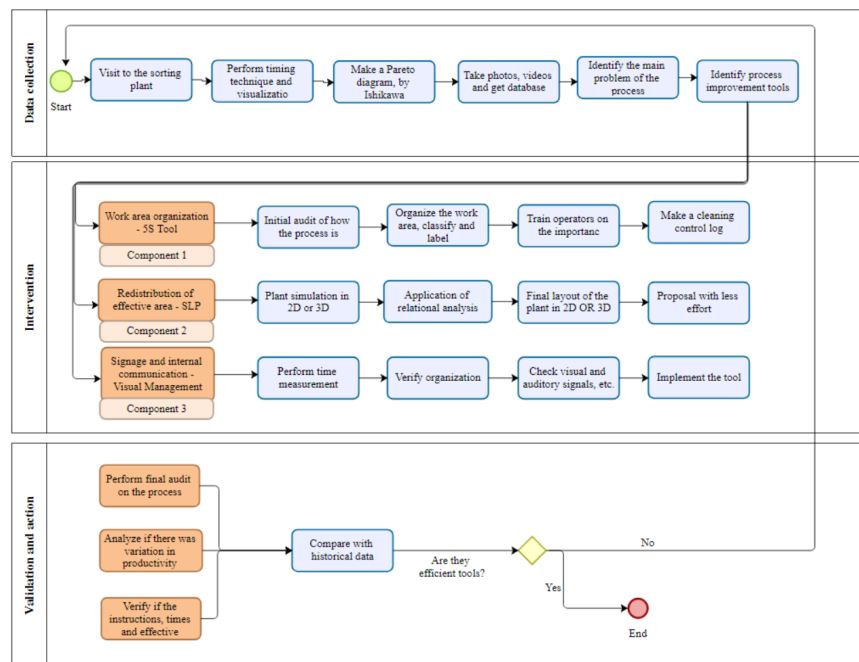 Data collection
Start
Visit to the sorting
plant
Perform timing
technique and
visualizatio
Make a Pareto
diagram, by
Ishikawa
Take photos, videos
and get database
Identify the main
problem of the
process
Identify process
improvement tools
Intervention
Work area organization
- 5S Tool
Component 1
Initial audit of how
the process is
Organize the work
area, classify and
label
Train operators on
the importanc
Make a cleaning
control log
Redistribution of
effective area - SLP
Component 2
Plant simulation in
2D or 3D
Application of
relational analysis
Final layout of the
plant in 2D OR 3D
Proposal with less
effort
Signage and internal
communication -
Visual Management
Component 3
Perform time
measurement
Verify organization
Check visual and
auditory signals, etc.
Implement the tool
Validation and action
Perform final audit
on the process
Analyze if there was
variation in
productivity
Verify if the
instructions, times
and effective
Compare with
historical data
Are they
efficient tools?
No
Yes
End